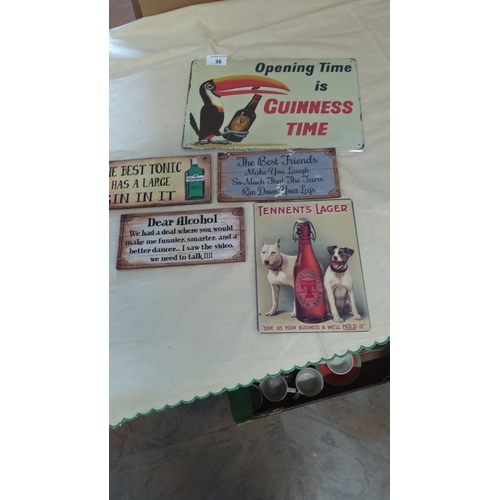 36
Opening Time
is
GUINNESS
TIME
THE BEST TONIC
HAS A LARGE
GIN IN IT
The Best Friends
Make You Laugh
So Much That The Tears
Run Down Your Legs
Dear Alcohol
We had a deal where you would
make me funnier, smarter, and a
better dancer... I saw the video.
we need to talk!!!!
TENNENT'S LAGER
T
"GIVE US YOUR BUSINESS & WE'LL HOLD IT"